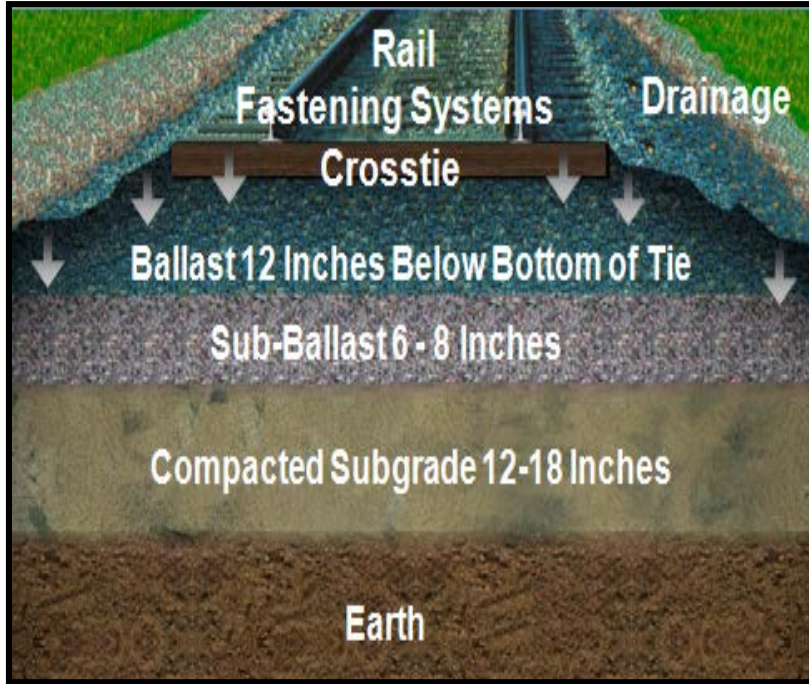 Rail
Fastening Systems
Drainage
Crosstie
Ballast 12 Inches Below Bottom of Tie
Sub-Ballast 6 - 8 Inches
Compacted Subgrade 12-18 Inches
Earth